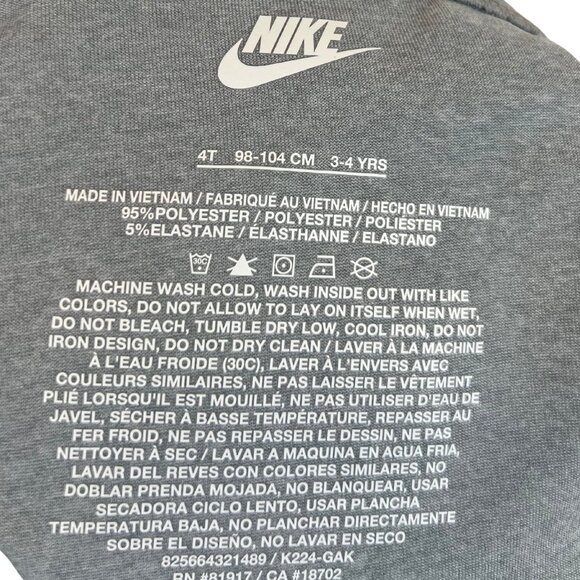 NIKE
4T 98-104 CM 3-4 YRS
MADE IN VIETNAM / FABRIQUÉ AU VIETNAM / HECHO EN VIETNAM
95%POLYESTER / POLYESTER / POLIÉSTER
5%ELASTANE / ÉLASTHANNE / ELASTANO
30C
MACHINE WASH COLD, WASH INSIDE OUT WITH LIKE
COLORS, DO NOT ALLOW TO LAY ON ITSELF WHEN WET,
DO NOT BLEACH, TUMBLE DRY LOW, COOL IRON, DO NOT
IRON DESIGN, DO NOT DRY CLEAN / LAVER À LA MACHINE
À L'EAU FROIDE (30C), LAVER À L'ENVERS AVEC
COULEURS SIMILAIRES, NE PAS LAISSER LE VÊTEMENT
PLIÉ LORSQU'IL EST MOUILLÉ, NE PAS UTILISER D'EAU DE
JAVEL, SÉCHER À BASSE TEMPÉRATURE, REPASSER AU
FER FROID, NE PAS REPASSER LE DESSIN, NE PAS
NETTOYER À SEC / LAVAR A MAQUINA EN AGUA FRIA,
LAVAR DEL REVES CON COLORES SIMILARES, NO
DOBLAR PRENDA MOJADA, NO BLANQUEAR, USAR
SECADORA CICLO LENTO, USAR PLANCHA
TEMPERATURA BAJA, NO PLANCHAR DIRECTAMENTE
SOBRE EL DISEÑO, NO LAVAR EN SECO
825664321489 / K224-GAK
RN #81917 / CA #18702